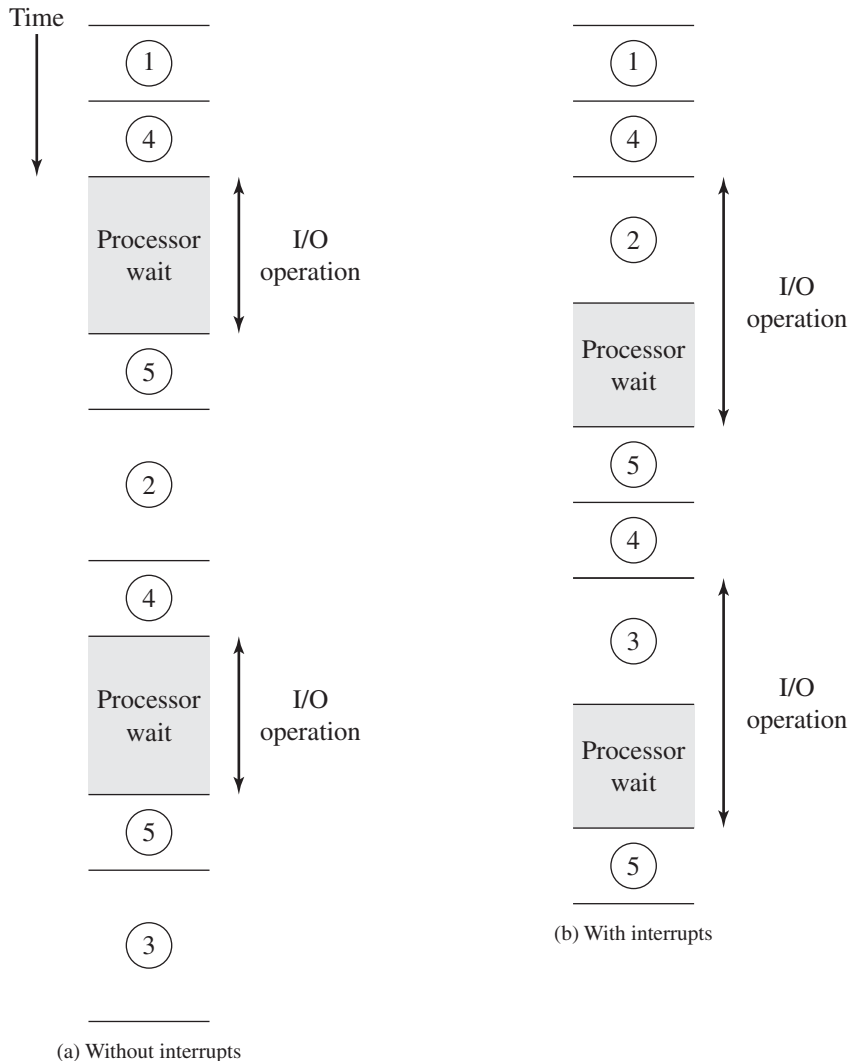 Time
1
4
Processor
wait
I/O
operation
5
2
4
Processor
wait
I/O
operation
5
3
(a) Without interrupts
1
4
2
I/O
operation
Processor
wait
5
4
3
I/O
operation
Processor
wait
5
(b) With interrupts